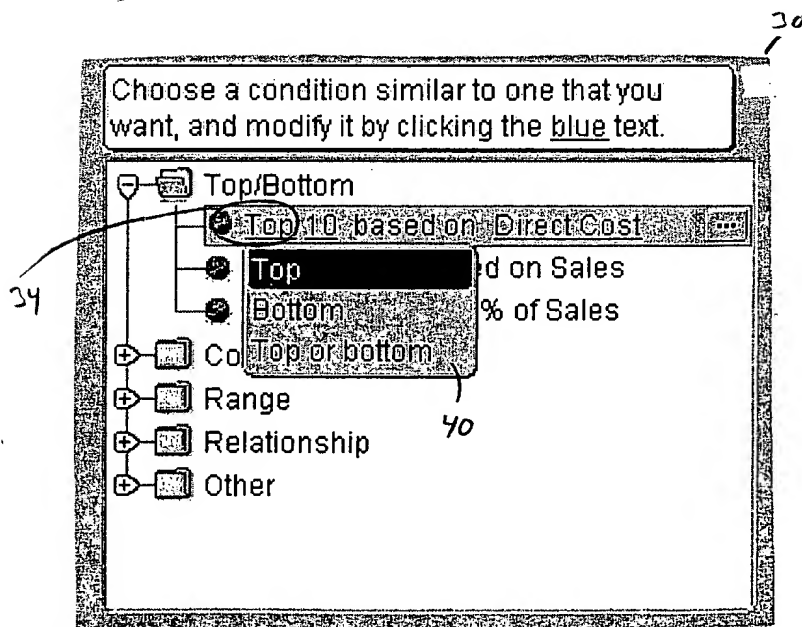 30
Choose a condition similar to one that you
want, and modify it by clicking the blue text.
Top/Bottom
Top 10 based on Direct Cost ...
Top d on Sales
Bottom % of Sales
34
Co Top or bottom
40
Range
Relationship
Other